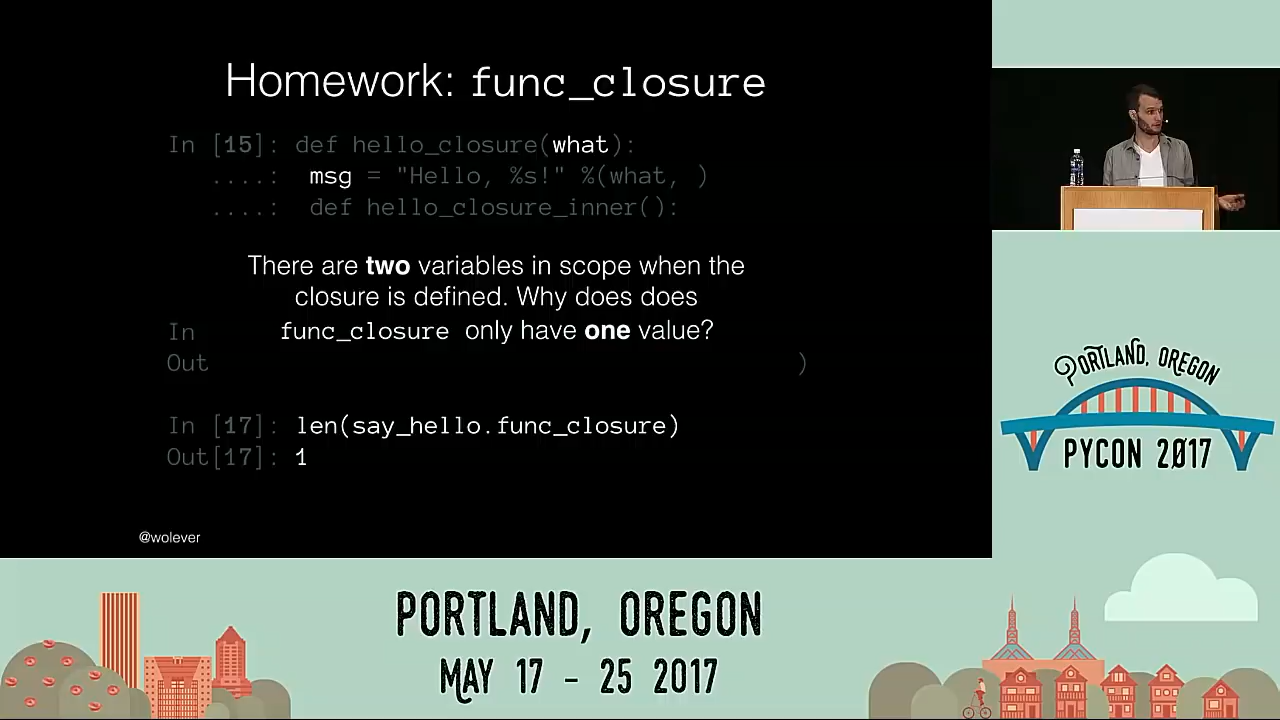 Homework: func_closure
In [15]: def hello_closure(what):
....: msg = "Hello, %s!" %(what, )
....: def hello_closure_inner():
There are two variables in scope when the
closure is defined. Why does does
In func_closure only have one value?
Out )
In [17]: len(say_hello.func_closure)
Out[17]: 1
@wolever
PORTLAND, OREGON
PYCON 2017
PORTLAND, OREGON
MAY 17 - 25 2017